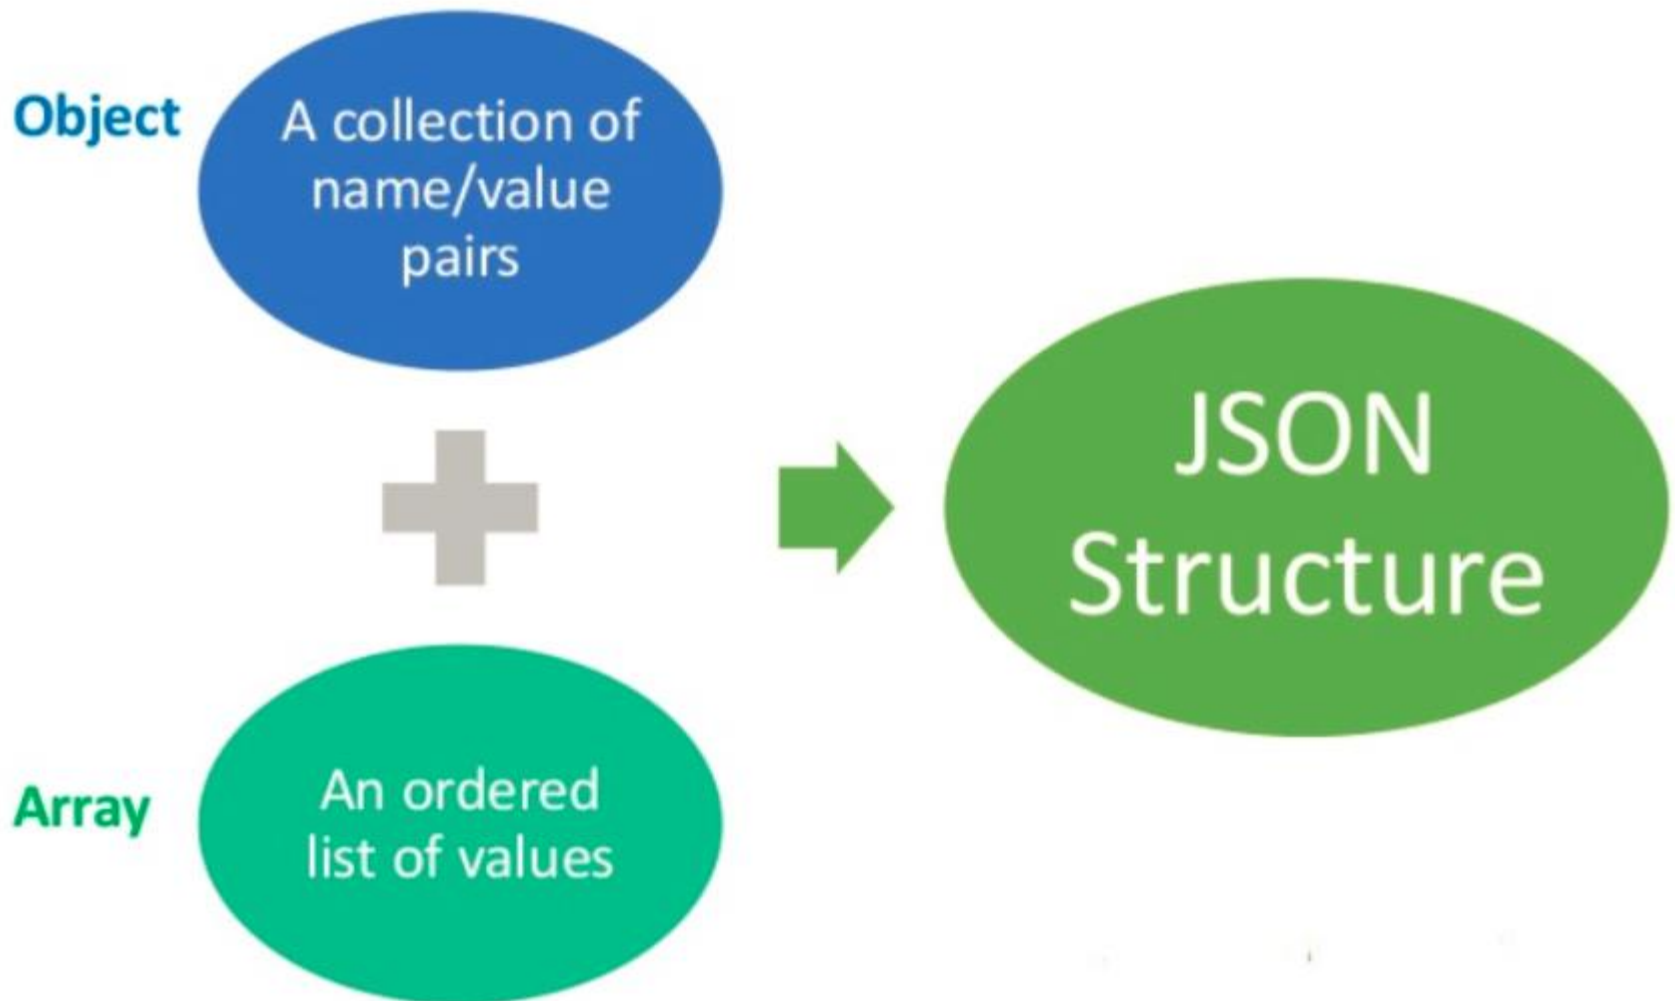 Object
A collection of
name/value
pairs
JSON
Structure
Array
An ordered
list of values